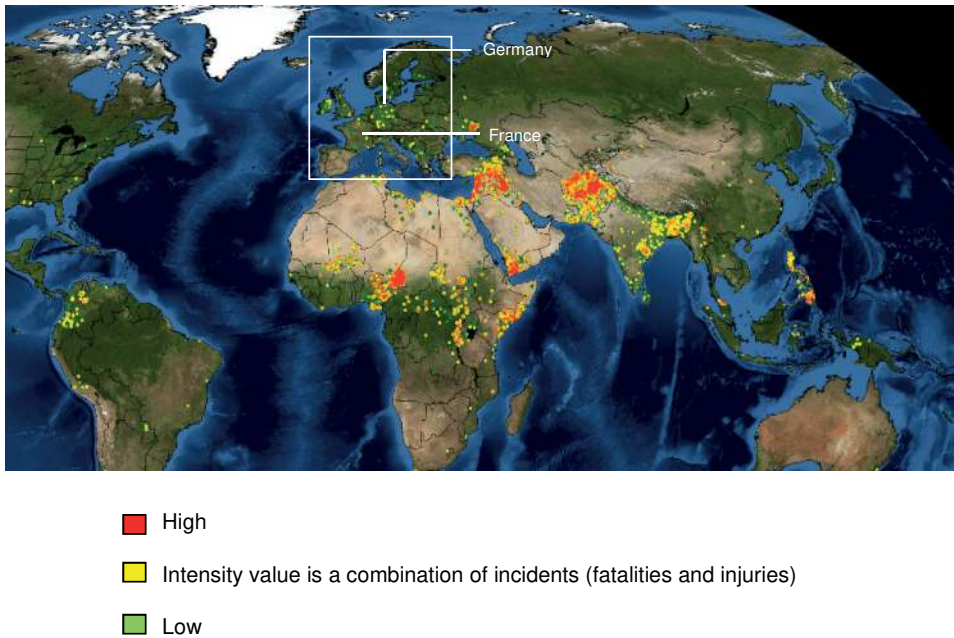 Germany
France
High
Intensity value is a combination of incidents (fatalities and injuries)
Low